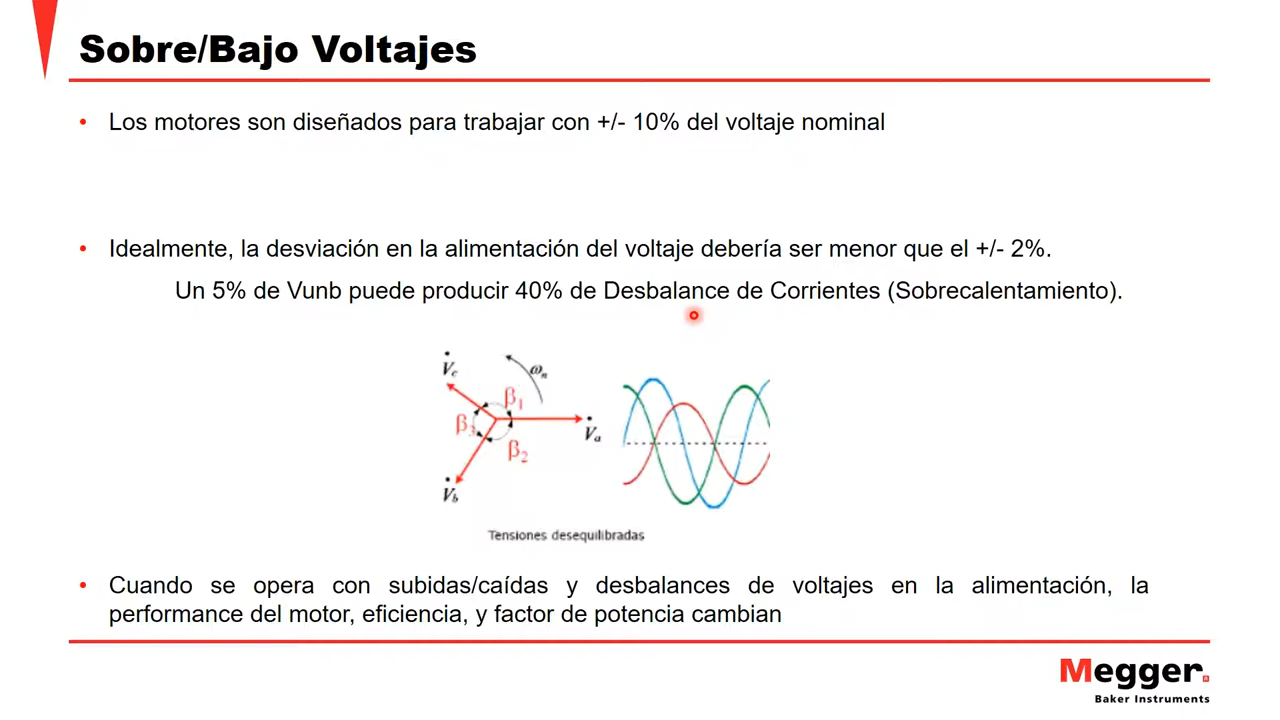 Sobre/Bajo Voltajes
• Los motores son diseñados para trabajar con +/- 10% del voltaje nominal
• Idealmente, la desviación en la alimentación del voltaje debería ser menor que el +/- 2%.
Un 5% de Vunb puede producir 40% de Desbalance de Corrientes (Sobrecalentamiento).
V̇c
ωn
β1
β3
V̇a
β2
V̇b
Tensiones desequilibradas
• Cuando se opera con subidas/caídas y desbalances de voltajes en la alimentación, la
performance del motor, eficiencia, y factor de potencia cambian
Megger
Baker Instruments